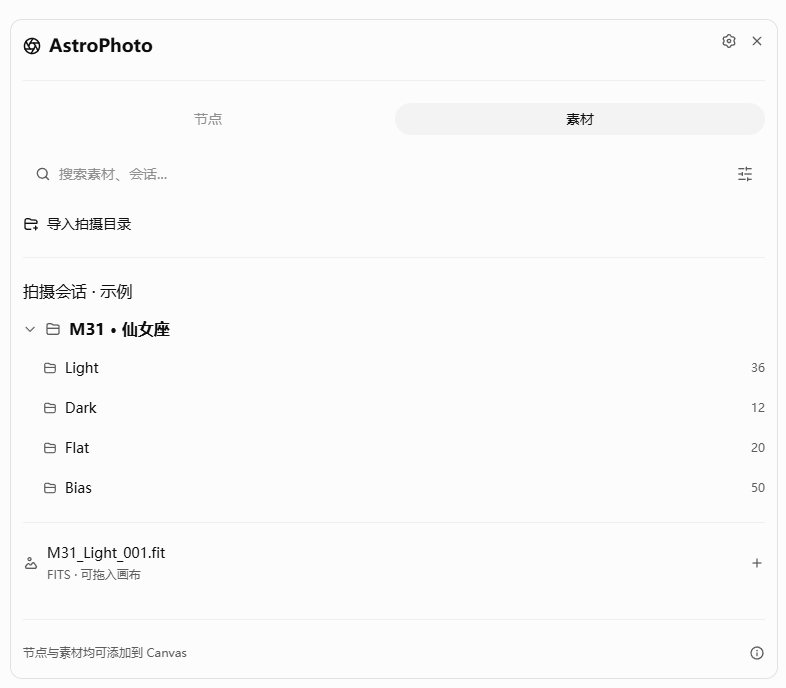 AstroPhoto
节点
素材
搜索素材、会话...
导入拍摄目录
拍摄会话 · 示例
M31 • 仙女座
Light 36
Dark 12
Flat 20
Bias 50
M31_Light_001.fit
FITS · 可拖入画布
节点与素材均可添加到 Canvas